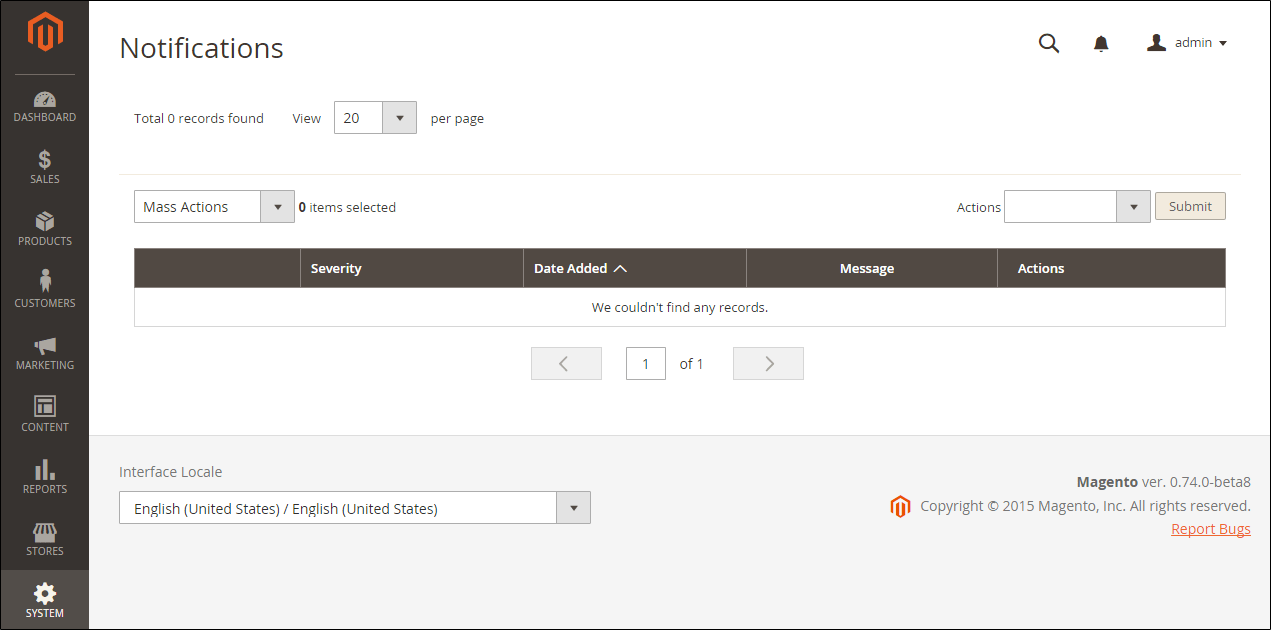 Notifications
admin
DASHBOARD
SALES
PRODUCTS
CUSTOMERS
MARKETING
CONTENT
REPORTS
STORES
SYSTEM
Total 0 records found View 20 per page
Mass Actions 0 items selected Actions Submit
Severity Date Added Message Actions
We couldn't find any records.
1 of 1
Interface Locale
English (United States) / English (United States)
Magento ver. 0.74.0-beta8
Copyright © 2015 Magento, Inc. All rights reserved.
Report Bugs